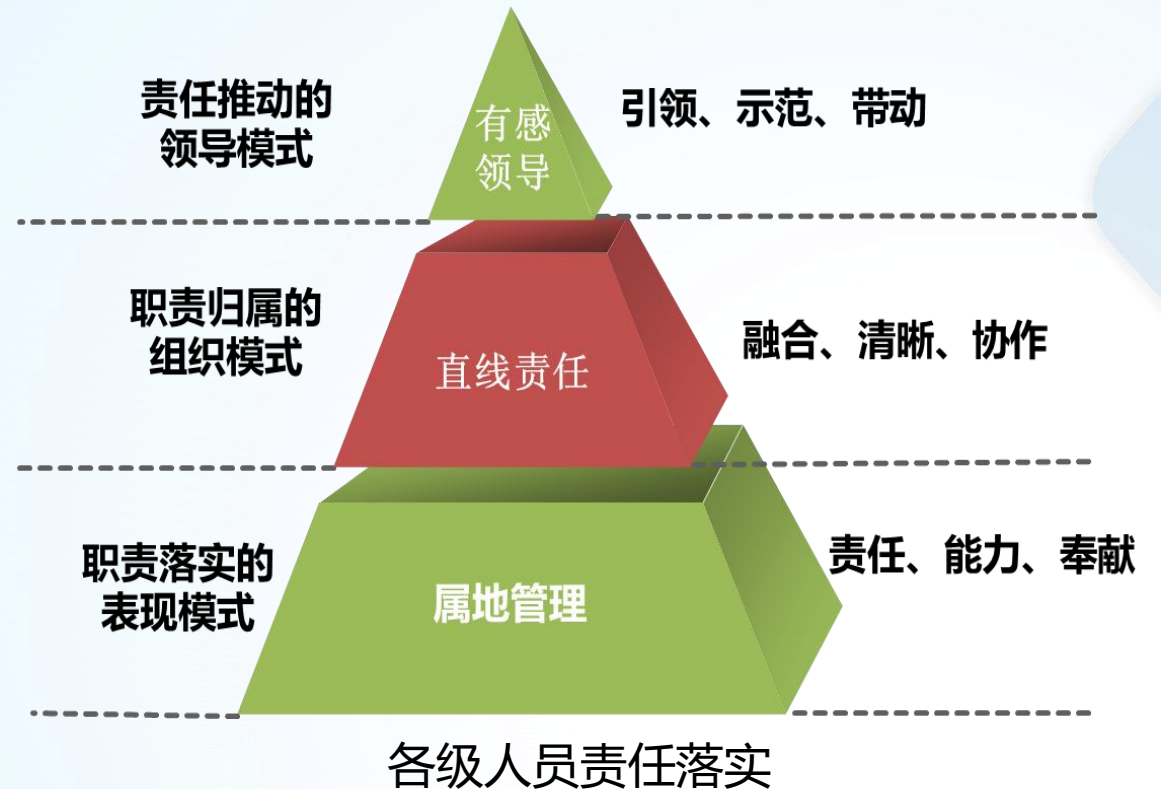 责任推动的
领导模式
有感
领导
引领、示范、带动
职责归属的
组织模式
直线责任
融合、清晰、协作
职责落实的
表现模式
属地管理
责任、能力、奉献
各级人员责任落实